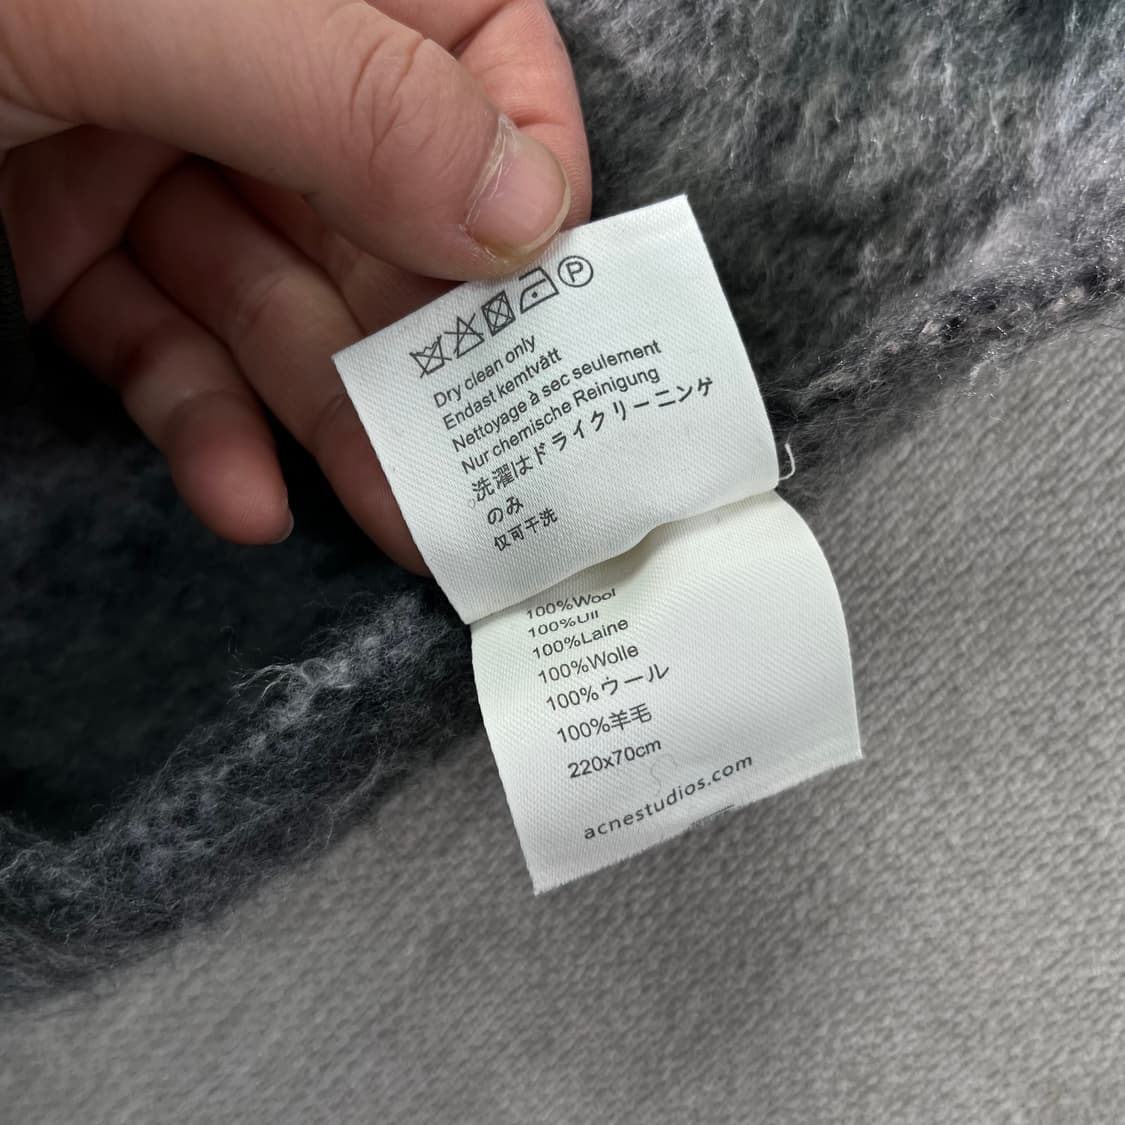 P
Dry clean only
Endast kemtvätt
Nettoyage à sec seulement
Nur chemische Reinigung
洗濯はドライクリーニング
のみ
仅可干洗
100%Wool
100%Ull
100%Laine
100%Wolle
100%ウール
100%羊毛
220x70cm
acnestudios.com